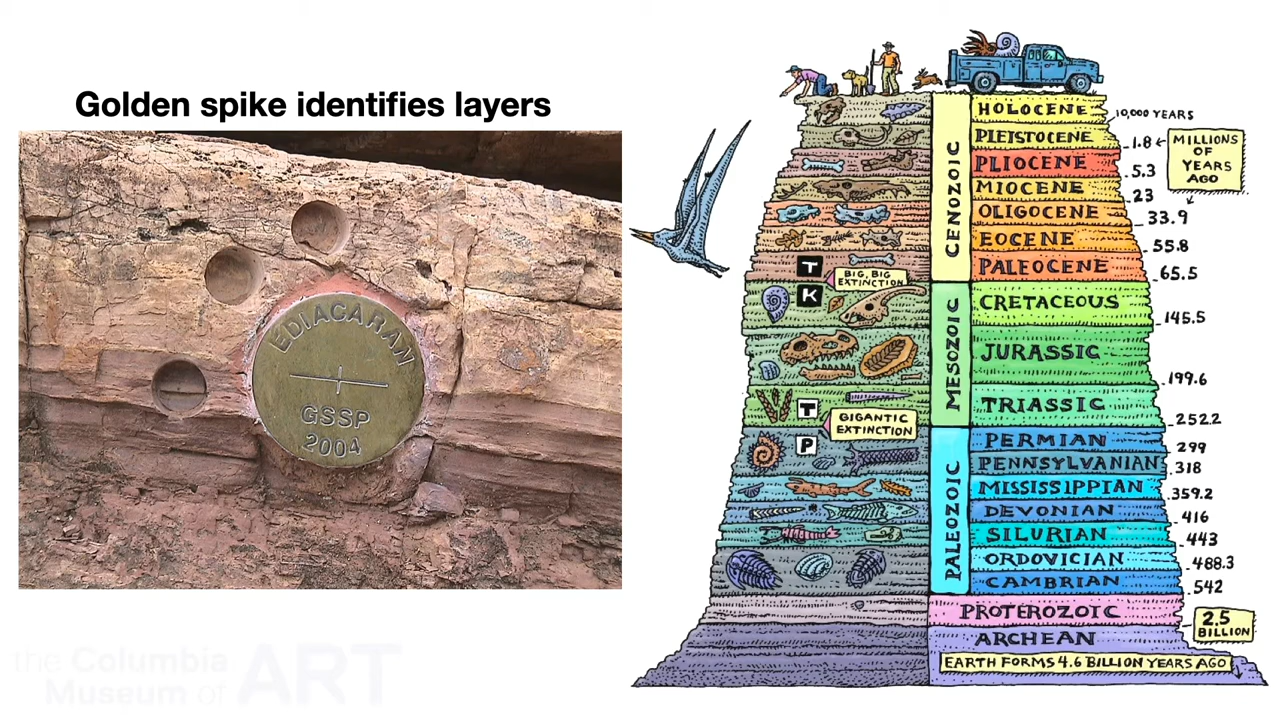 Golden spike identifies layers
EDIACARAN
GSSP
2004
The Columbia
Museum of ART
HOLOCENE
10,000 YEARS
PLEISTOCENE
1.8
MILLIONS
OF
YEARS
AGO
PLIOCENE
5.3
MIOCENE
23
OLIGOCENE
33.9
EOCENE
55.8
PALEOCENE
65.5
CENOZOIC
T
BIG, BIG
EXTINCTION
K
CRETACEOUS
145.5
JURASSIC
199.6
TRIASSIC
252.2
MESOZOIC
T
GIGANTIC
EXTINCTION
P
PERMIAN
299
PENNSYLVANIAN
318
MISSISSIPPIAN
359.2
DEVONIAN
416
SILURIAN
443
ORDOVICIAN
488.3
CAMBRIAN
542
PALEOZOIC
PROTEROZOIC
2.5
BILLION
ARCHEAN
EARTH FORMS 4.6 BILLION YEARS AGO